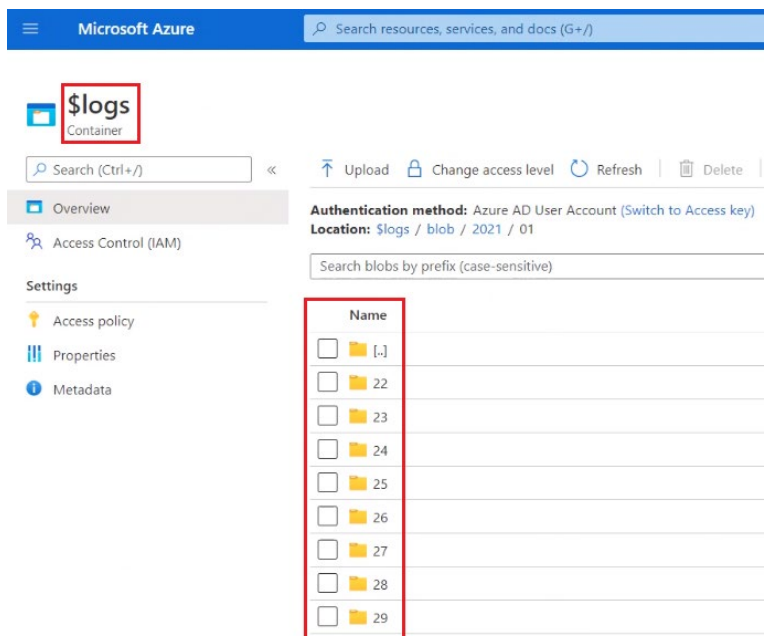 Microsoft Azure
Search resources, services, and docs (G+/)
$logs
Container
Search (Ctrl+/)
«
Upload
Change access level
Refresh
Delete
Overview
Access Control (IAM)
Settings
Access policy
Properties
Metadata
Authentication method: Azure AD User Account (Switch to Access key)
Location: $logs / blob / 2021 / 01
Search blobs by prefix (case-sensitive)
Name
[..]
22
23
24
25
26
27
28
29